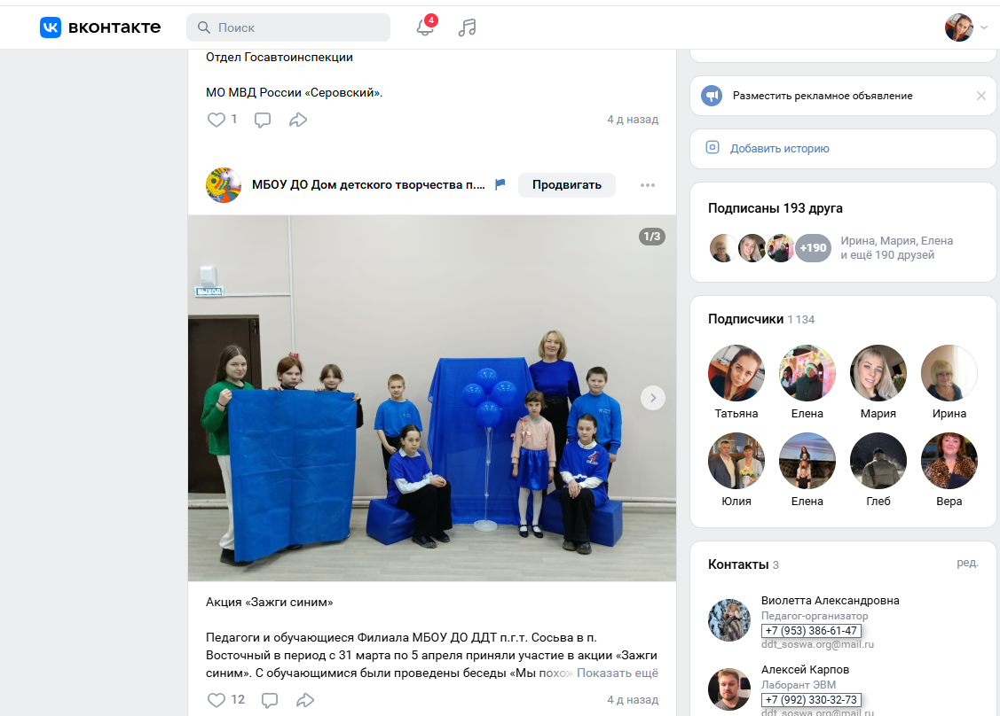 вконтакте
Поиск
4
Отдел Госавтоинспекции
МО МВД России «Серовский».
1
4 д назад
МБОУ ДО Дом детского творчества п....
Продвигать
1/3
ВЫХОД
Акция «Зажги синим»
Педагоги и обучающиеся Филиала МБОУ ДО ДДТ п.г.т. Сосьва в п.
Восточный в период с 31 марта по 5 апреля приняли участие в акции «Зажги
синим». С обучающимися были проведены беседы «Мы похож Показать ещё
12
4 д назад
Разместить рекламное объявление
Добавить историю
Подписаны 193 друга
+190
Ирина, Мария, Елена
и ещё 190 друзей
Подписчики 1 134
Татьяна
Елена
Мария
Ирина
Юлия
Елена
Глеб
Вера
Контакты 3
ред.
Виолетта Александровна
Педагог-организатор
+7 (953) 386-61-47
ddt_soswa.org@mail.ru
Алексей Карпов
Лаборант ЭВМ
+7 (992) 330-32-73
ddt_soswa.org@mail.ru